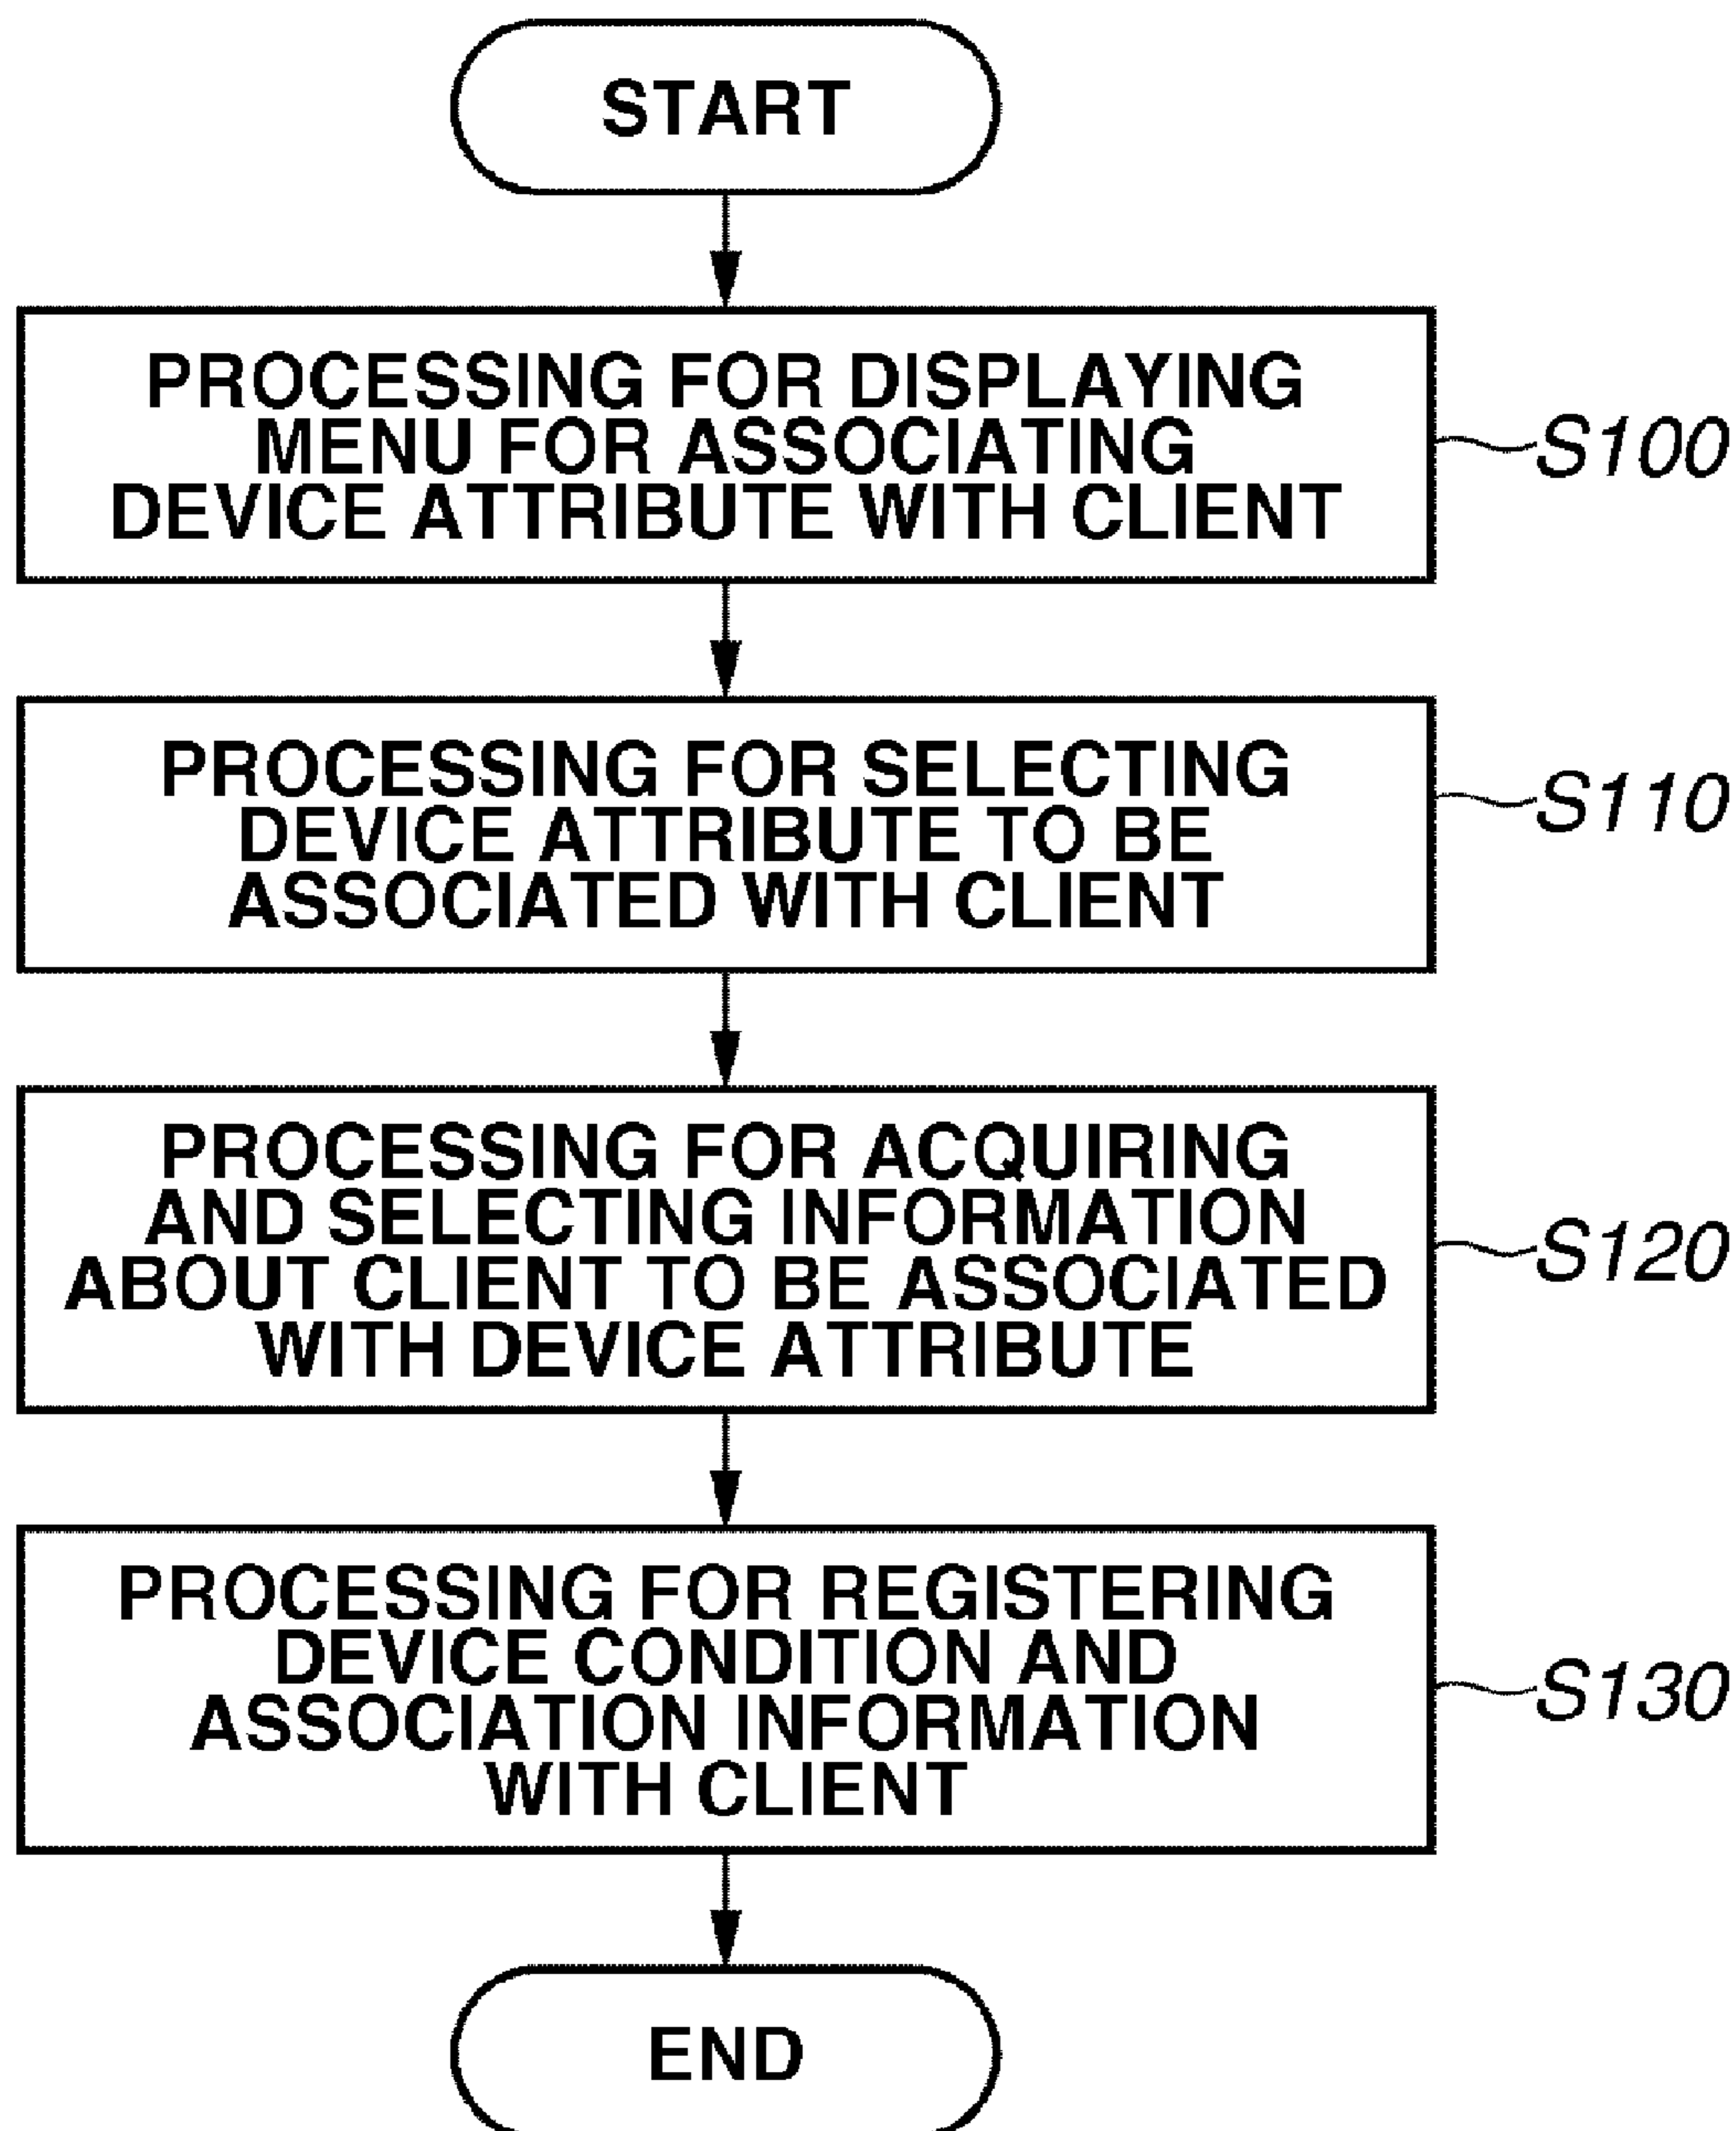 START
PROCESSING FOR DISPLAYING
MENU FOR ASSOCIATING
DEVICE ATTRIBUTE WITH CLIENT
S100
PROCESSING FOR SELECTING
DEVICE ATTRIBUTE TO BE
ASSOCIATED WITH CLIENT
S110
PROCESSING FOR ACQUIRING
AND SELECTING INFORMATION
ABOUT CLIENT TO BE ASSOCIATED
WITH DEVICE ATTRIBUTE
S120
PROCESSING FOR REGISTERING
DEVICE CONDITION AND
ASSOCIATION INFORMATION
WITH CLIENT
S130
END